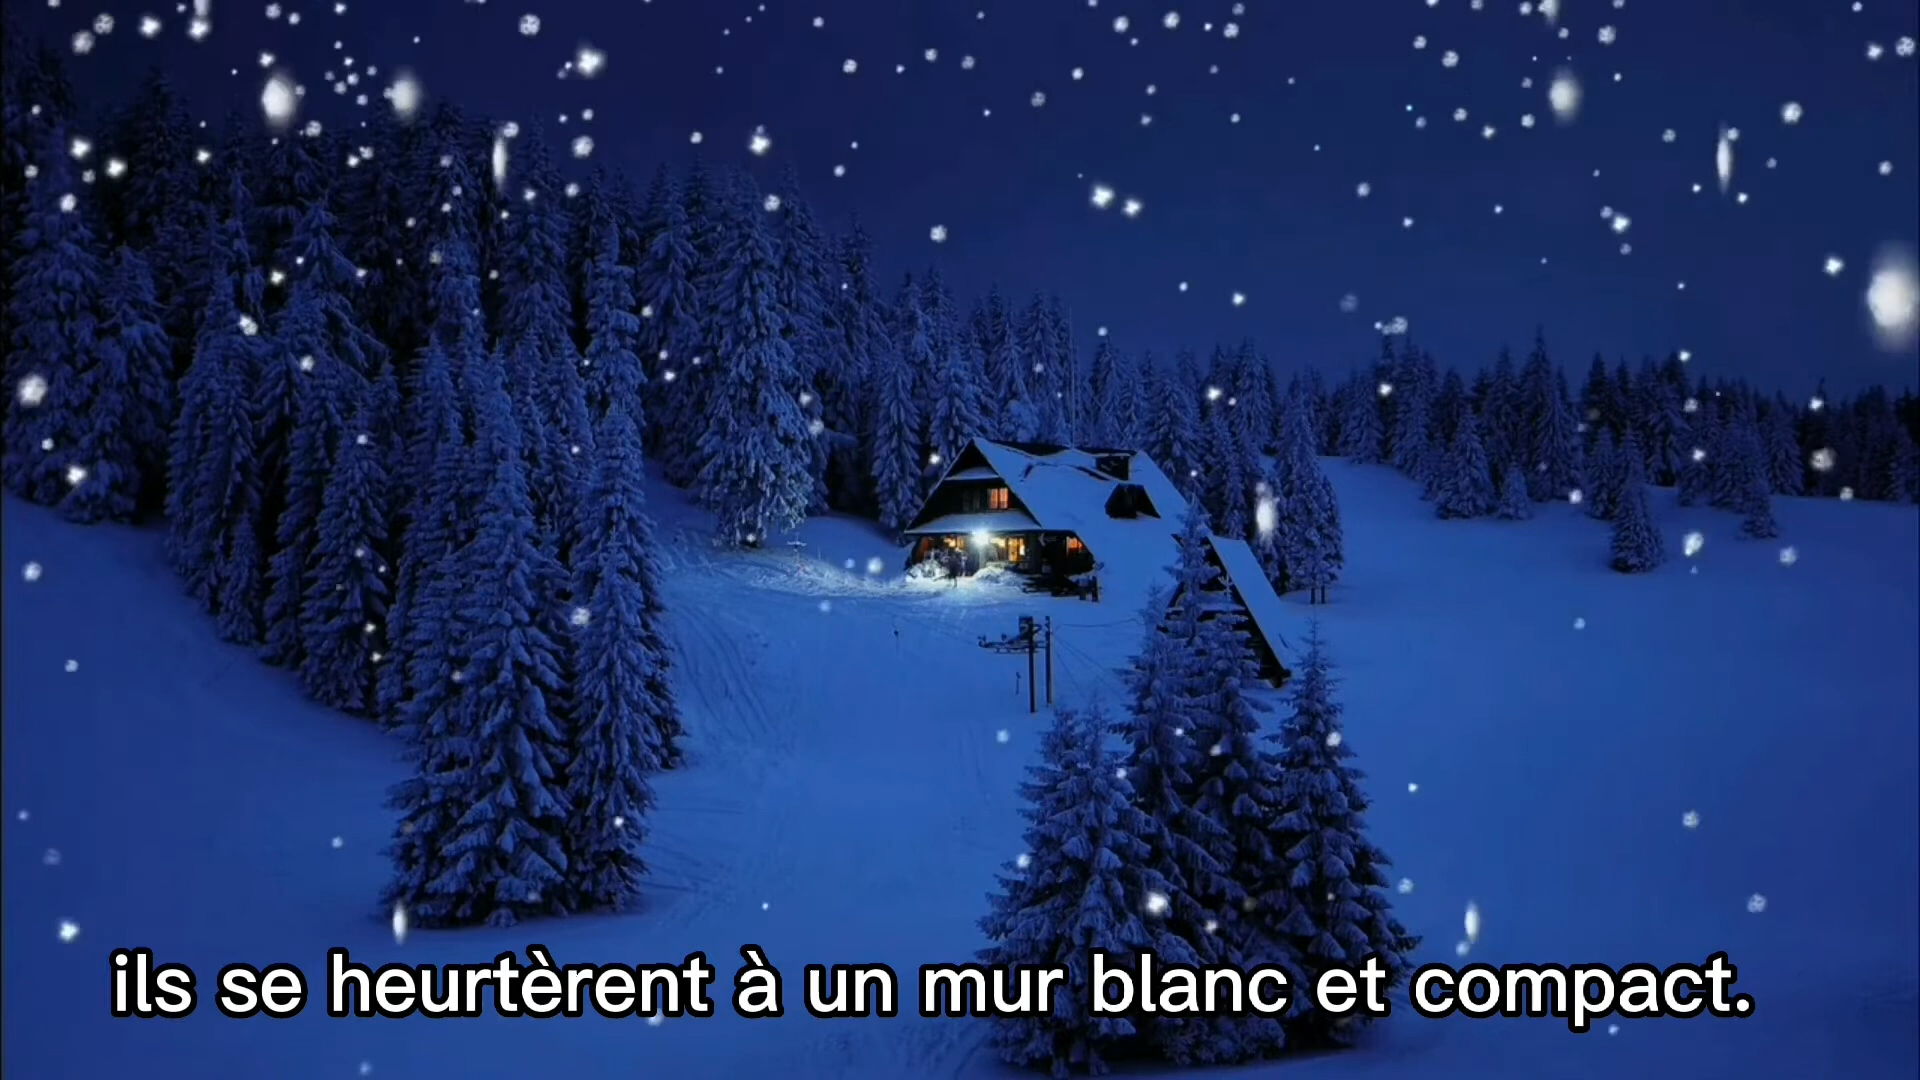 ils se heurtèrent à un mur blanc et compact.